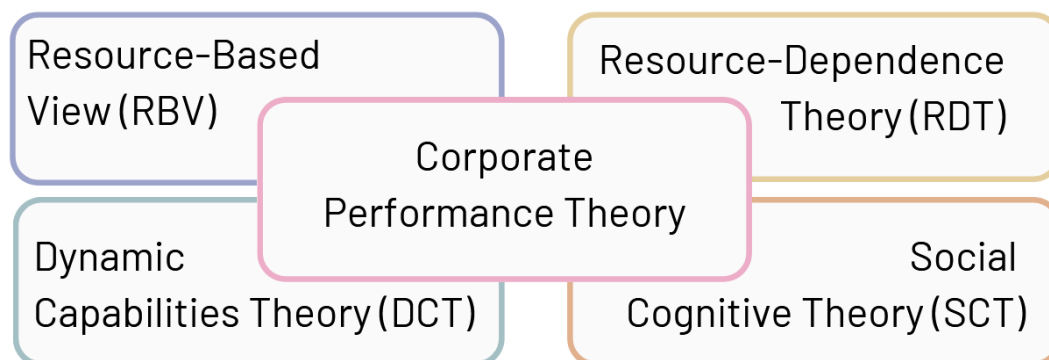 Resource-Based
View (RBV)
Resource-Dependence
Theory (RDT)
Corporate
Performance Theory
Dynamic
Capabilities Theory (DCT)
Social
Cognitive Theory (SCT)